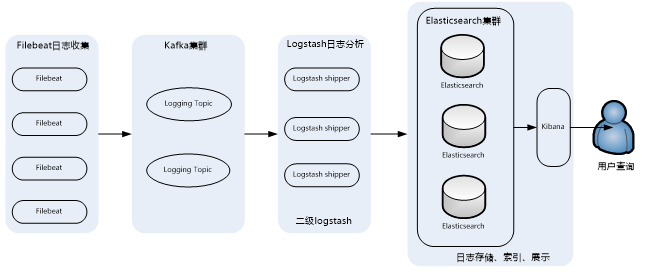 Filebeat日志收集
Filebeat
Filebeat
Filebeat
Filebeat
Kafka集群
Logging Topic
Logging Topic
Logstash日志分析
Logstash shipper
Logstash shipper
Logstash shipper
二级logstash
Elasticsearch集群
Elasticsearch
Elasticsearch
Elasticsearch
日志存储、索引、展示
Kibana
用户查询